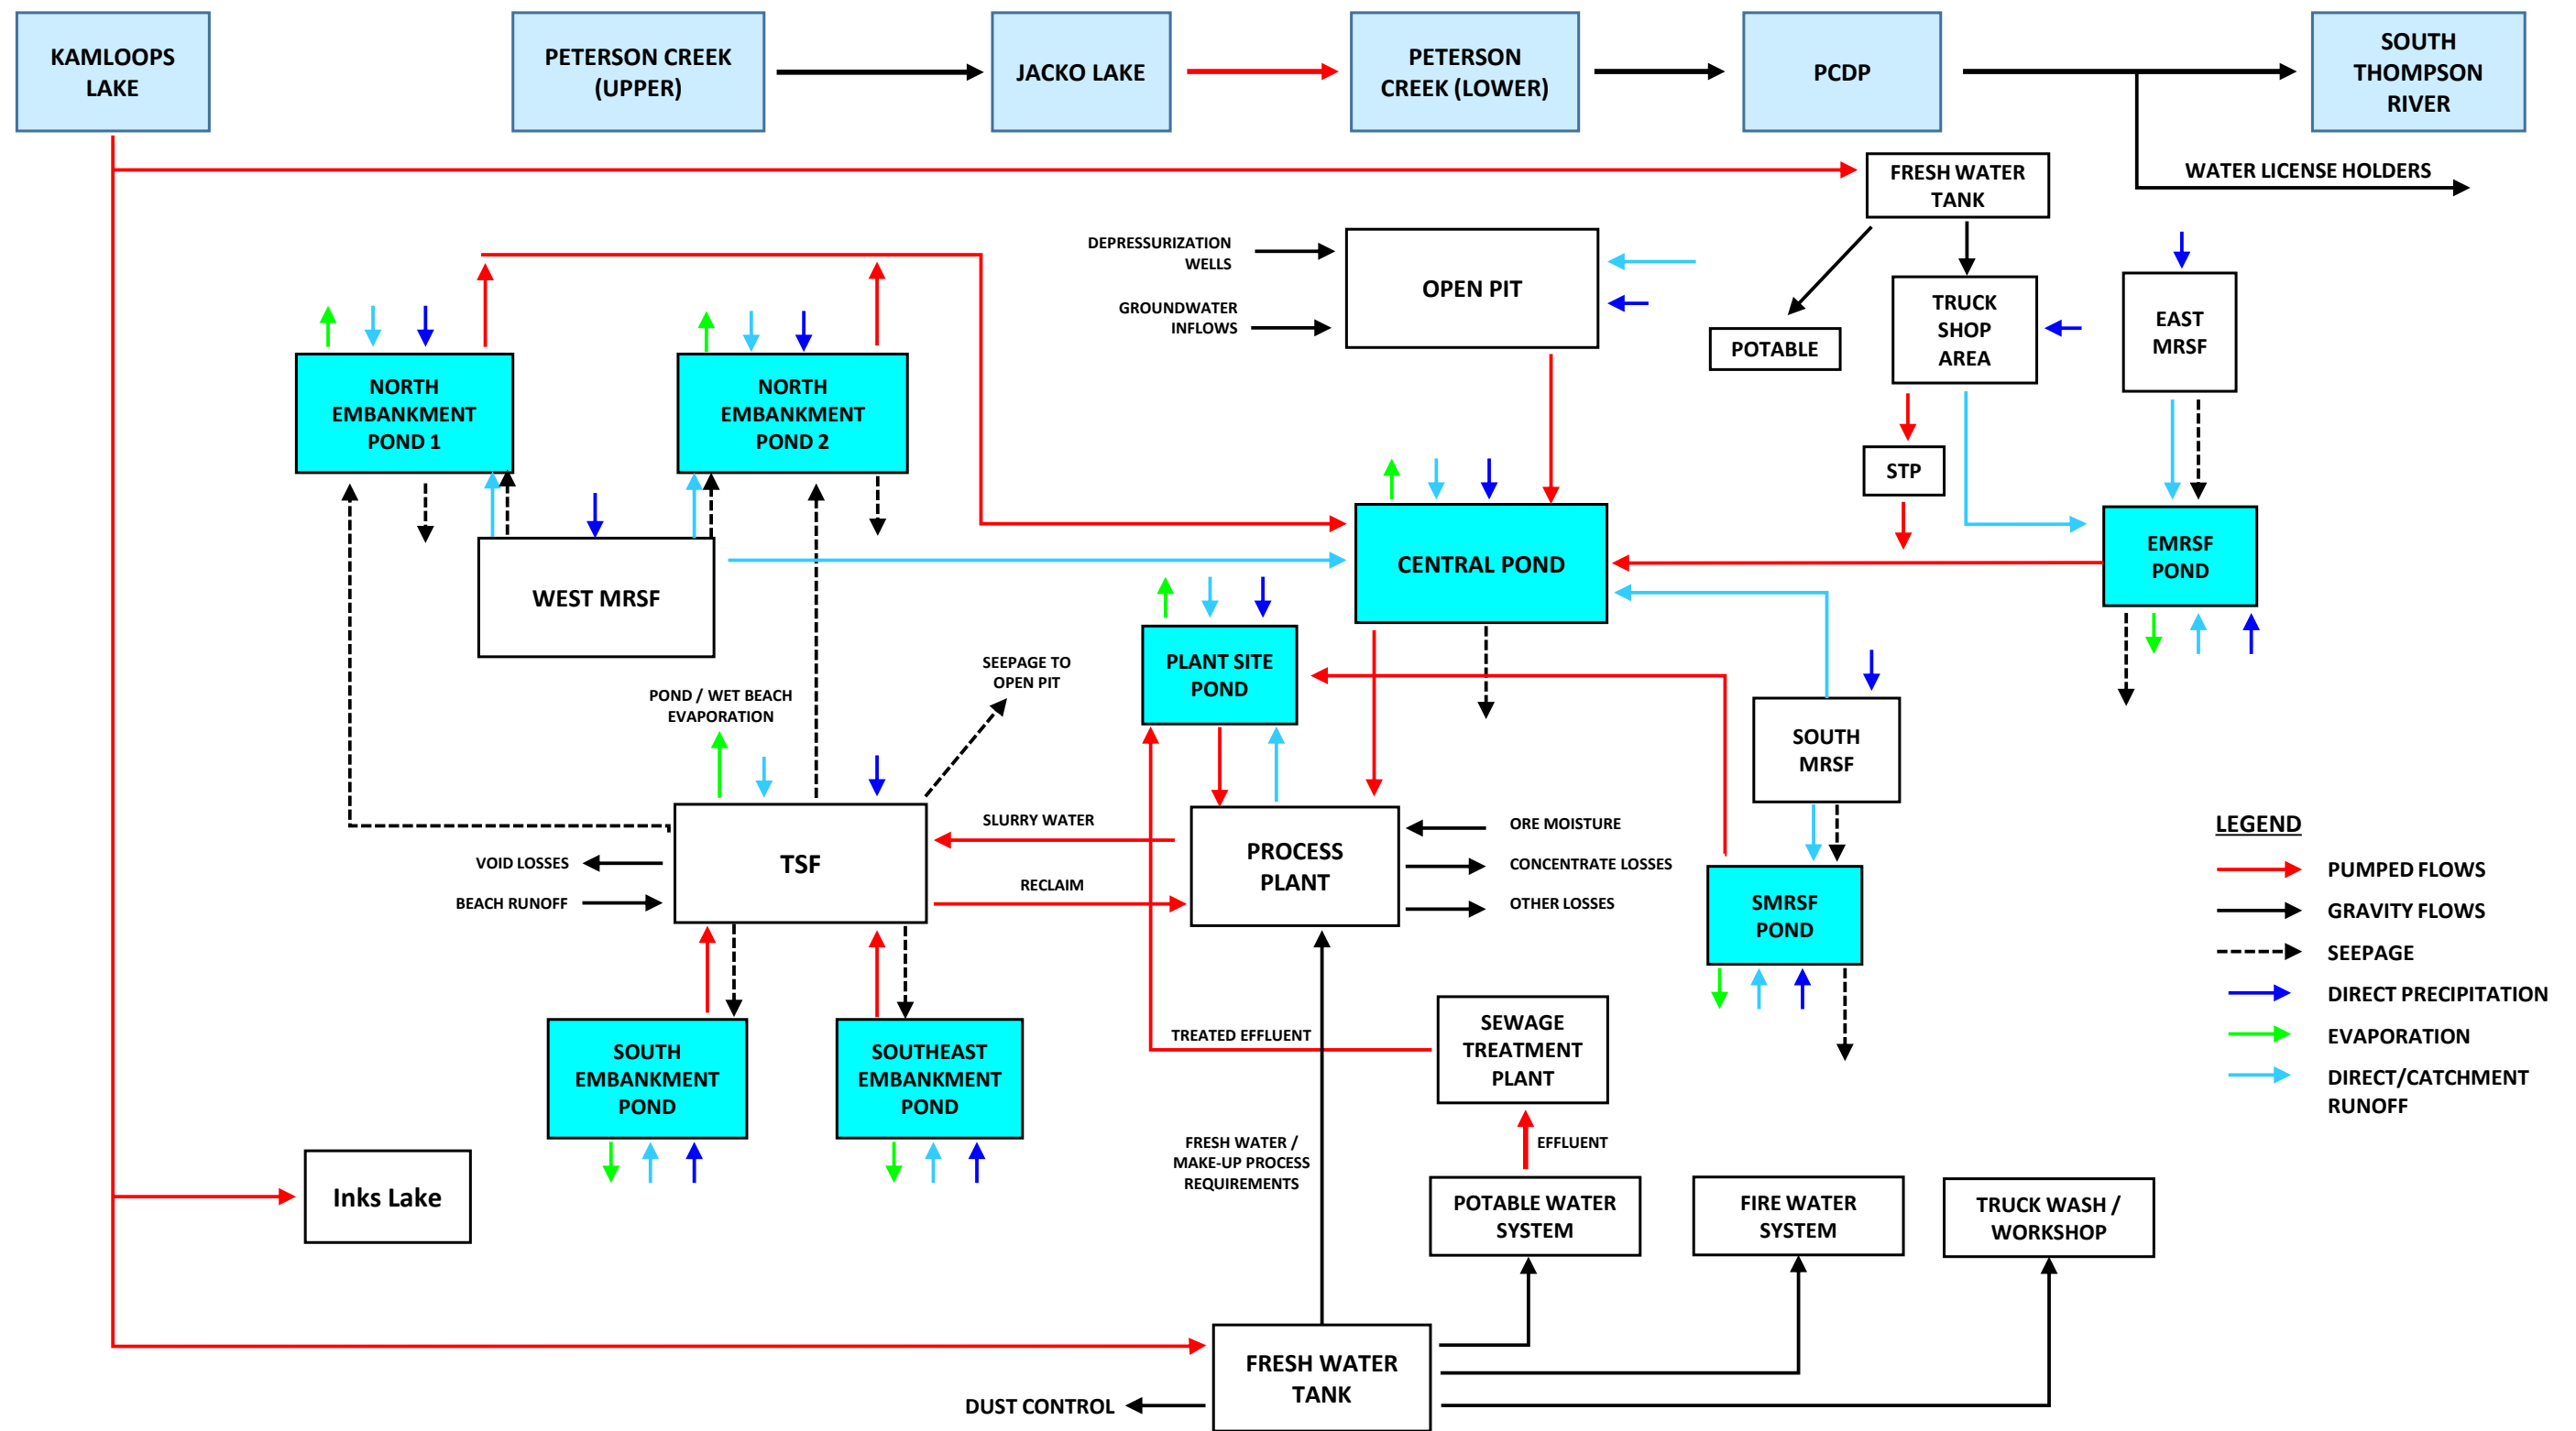 KAMLOOPS
LAKE
PETERSON CREEK
(UPPER)
JACKO LAKE
PETERSON
CREEK (LOWER)
PCDP
SOUTH
THOMPSON
RIVER
WATER LICENSE HOLDERS
FRESH WATER
TANK
DEPRESSURIZATION
WELLS
GROUNDWATER
INFLOWS
OPEN PIT
POTABLE
TRUCK
SHOP
AREA
EAST
MRSF
NORTH
EMBANKMENT
POND 1
NORTH
EMBANKMENT
POND 2
STP
WEST MRSF
CENTRAL POND
EMRSF
POND
PLANT SITE
POND
SEEPAGE TO
OPEN PIT
POND / WET BEACH
EVAPORATION
SOUTH
MRSF
TSF
VOID LOSSES
BEACH RUNOFF
SLURRY WATER
RECLAIM
PROCESS
PLANT
ORE MOISTURE
CONCENTRATE LOSSES
OTHER LOSSES
SMRSF
POND
LEGEND
PUMPED FLOWS
GRAVITY FLOWS
SEEPAGE
DIRECT PRECIPITATION
EVAPORATION
DIRECT/CATCHMENT
RUNOFF
SOUTH
EMBANKMENT
POND
SOUTHEAST
EMBANKMENT
POND
TREATED EFFLUENT
SEWAGE
TREATMENT
PLANT
EFFLUENT
FRESH WATER /
MAKE-UP PROCESS
REQUIREMENTS
Inks Lake
POTABLE WATER
SYSTEM
FIRE WATER
SYSTEM
TRUCK WASH /
WORKSHOP
FRESH WATER
TANK
DUST CONTROL